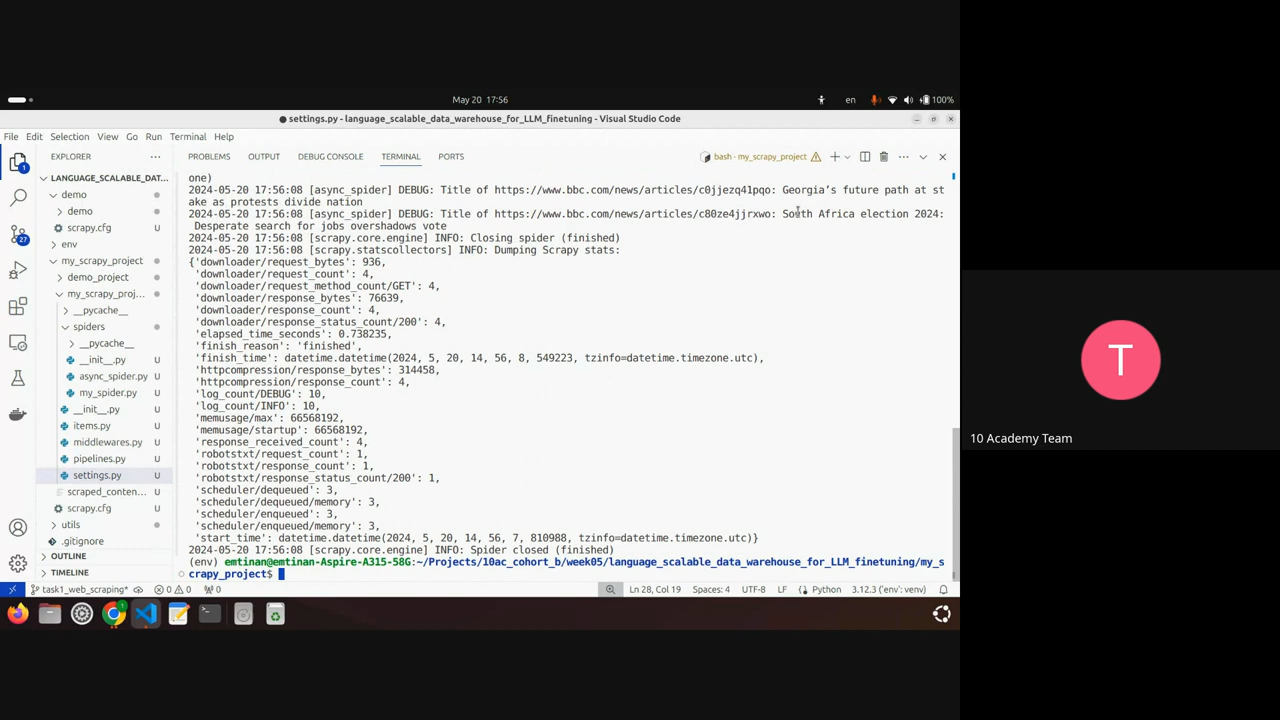 May 20 17:56
en
100%
settings.py - language_scalable_data_warehouse_for_LLM_finetuning - Visual Studio Code
File Edit Selection View Go Run Terminal Help
EXPLORER
LANGUAGE_SCALABLE_DAT...
demo
demo
scrapy.cfg U
env
my_scrapy_project
demo_project
my_scrapy_proj...
__pycache__
spiders
__pycache__
__init__.py U
async_spider.py U
my_spider.py U
__init__.py U
items.py U
middlewares.py U
pipelines.py U
settings.py U
scraped_conten... U
scrapy.cfg U
utils
.gitignore U
OUTLINE
TIMELINE
1
27
PROBLEMS OUTPUT DEBUG CONSOLE TERMINAL PORTS
bash - my_scrapy_project
one)
2024-05-20 17:56:08 [async_spider] DEBUG: Title of https://www.bbc.com/news/articles/c0jjezq41pqo: Georgia’s future path at st
ake as protests divide nation
2024-05-20 17:56:08 [async_spider] DEBUG: Title of https://www.bbc.com/news/articles/c80ze4jjrxwo: South Africa election 2024:
Desperate search for jobs overshadows vote
2024-05-20 17:56:08 [scrapy.core.engine] INFO: Closing spider (finished)
2024-05-20 17:56:08 [scrapy.statscollectors] INFO: Dumping Scrapy stats:
{'downloader/request_bytes': 936,
'downloader/request_count': 4,
'downloader/request_method_count/GET': 4,
'downloader/response_bytes': 76639,
'downloader/response_count': 4,
'downloader/response_status_count/200': 4,
'elapsed_time_seconds': 0.738235,
'finish_reason': 'finished',
'finish_time': datetime.datetime(2024, 5, 20, 14, 56, 8, 549223, tzinfo=datetime.timezone.utc),
'httpcompression/response_bytes': 314458,
'httpcompression/response_count': 4,
'log_count/DEBUG': 10,
'log_count/INFO': 10,
'memusage/max': 66568192,
'memusage/startup': 66568192,
'response_received_count': 4,
'robotstxt/request_count': 1,
'robotstxt/response_count': 1,
'robotstxt/response_status_count/200': 1,
'scheduler/dequeued': 3,
'scheduler/dequeued/memory': 3,
'scheduler/enqueued': 3,
'scheduler/enqueued/memory': 3,
'start_time': datetime.datetime(2024, 5, 20, 14, 56, 7, 810988, tzinfo=datetime.timezone.utc)}
2024-05-20 17:56:08 [scrapy.core.engine] INFO: Spider closed (finished)
(env) emtinan@emtinan-Aspire-A315-58G:~/Projects/10ac_cohort_b/week05/language_scalable_data_warehouse_for_LLM_finetuning/my_s
crapy_project$
task1_web_scraping* 0 0 0
Ln 28, Col 19 Spaces: 4 UTF-8 LF Python 3.12.3 ('env': venv)
T
10 Academy Team